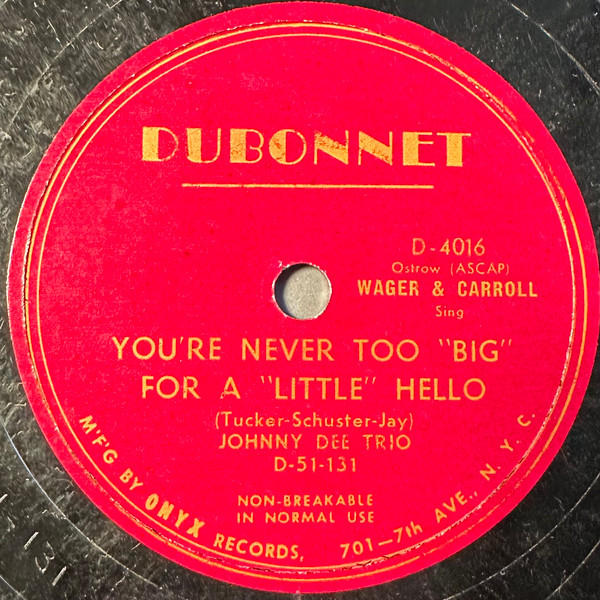 DUBONNET
D-4016
Ostrow (ASCAP)
WAGER & CARROLL
Sing
YOU'RE NEVER TOO "BIG"
FOR A "LITTLE" HELLO
(Tucker-Schuster-Jay)
JOHNNY DEE TRIO
D-51-131
NON-BREAKABLE
IN NORMAL USE
M'F'G BY ONYX RECORDS, 701—7th AVE., N. Y. C.
131